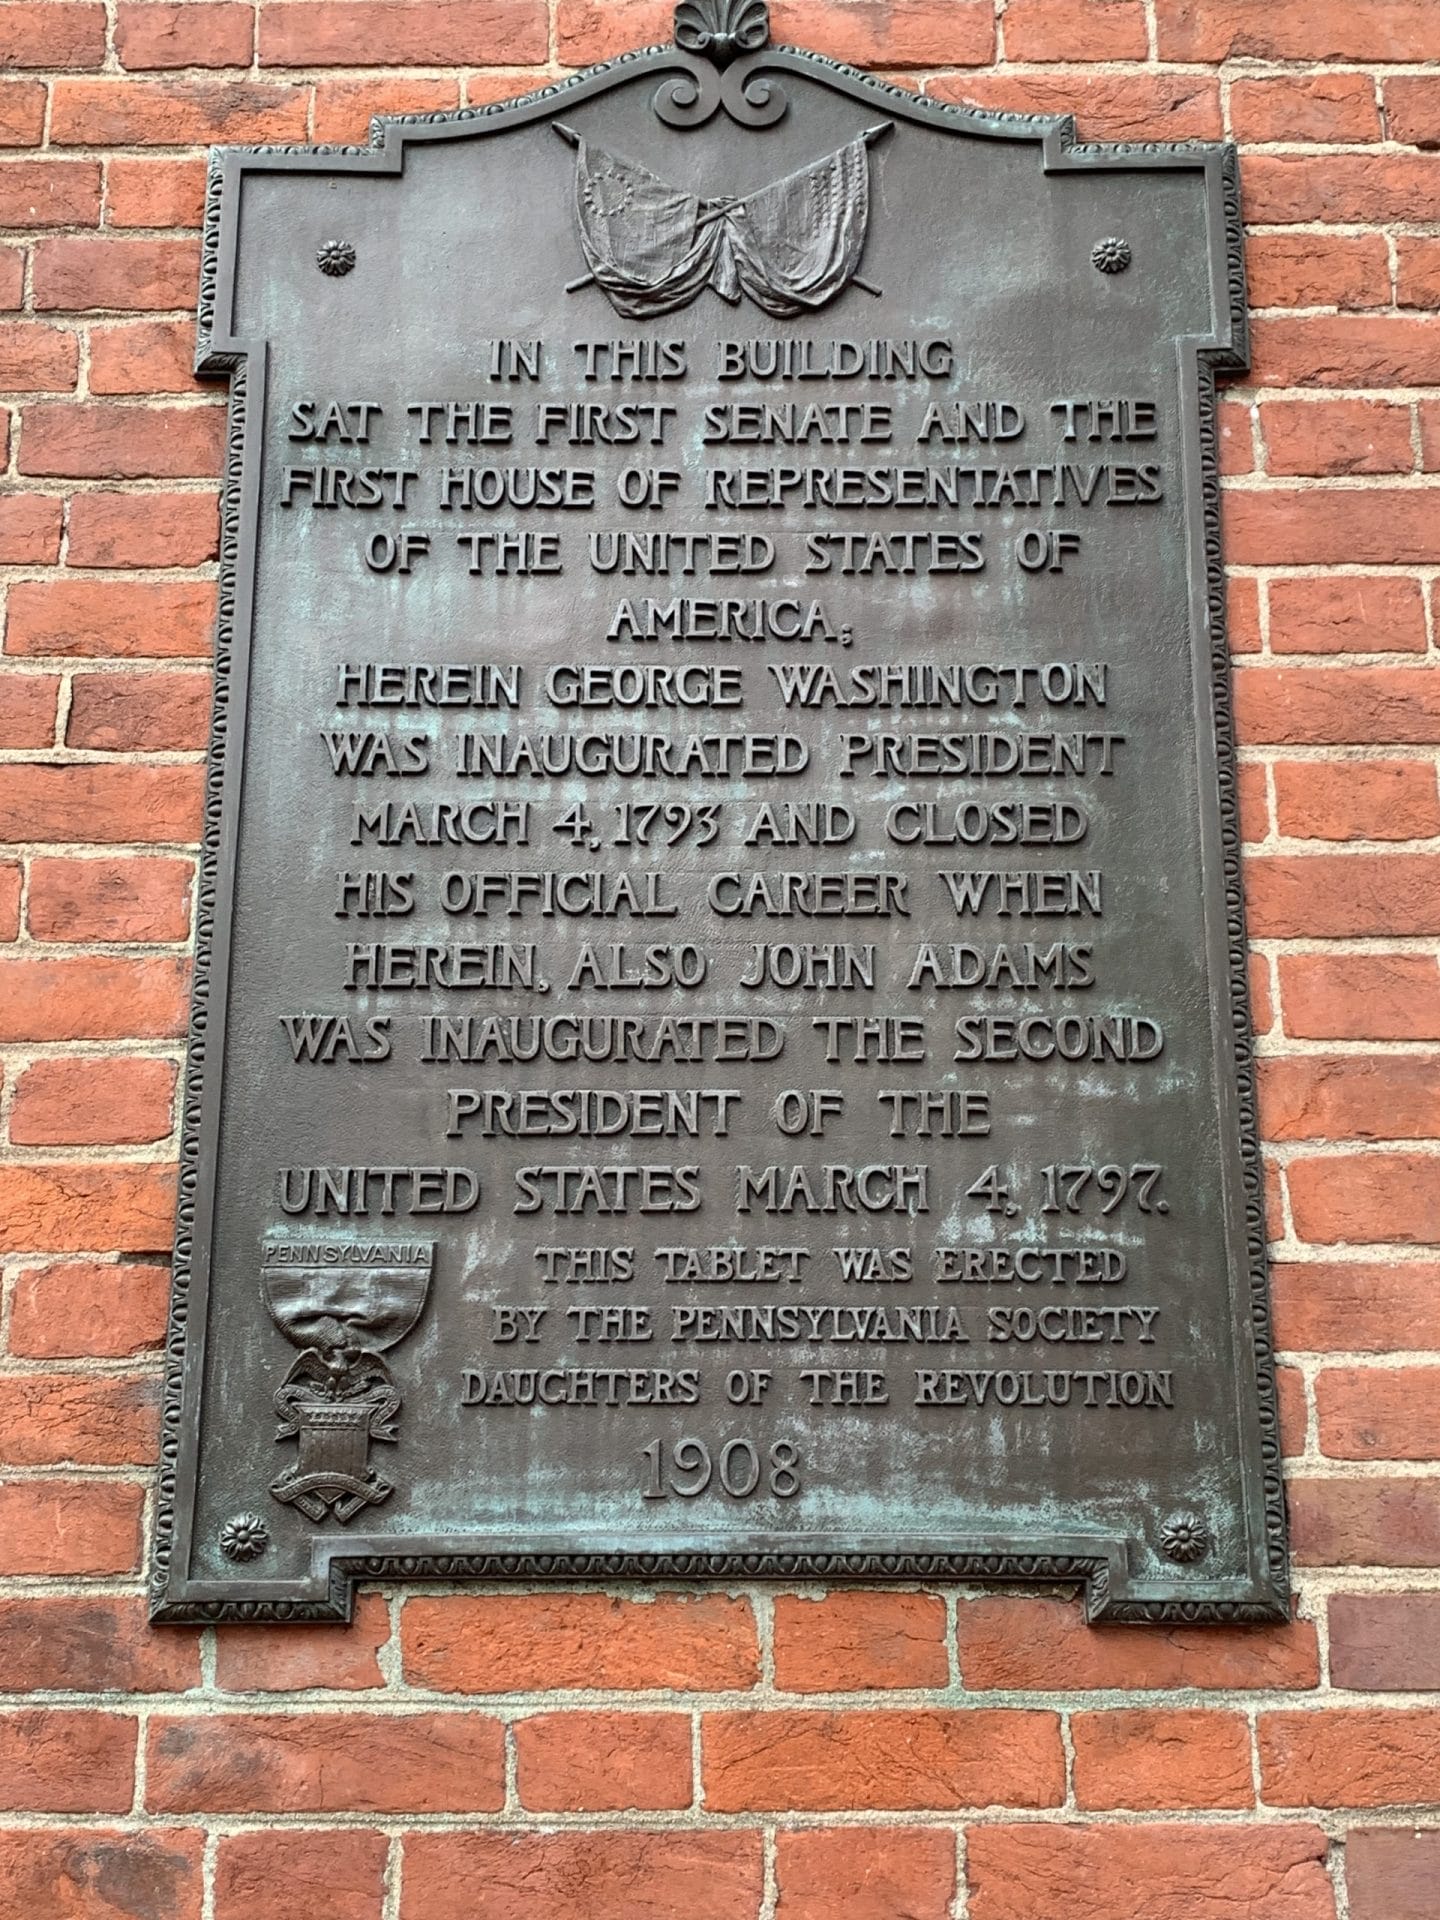 IN THIS BUILDING
SAT THE FIRST SENATE AND THE
FIRST HOUSE OF REPRESENTATIVES
OF THE UNITED STATES OF
AMERICA;
HEREIN GEORGE WASHINGTON
WAS INAUGURATED PRESIDENT
MARCH 4, 1793 AND CLOSED
HIS OFFICIAL CAREER WHEN
HEREIN, ALSO JOHN ADAMS
WAS INAUGURATED THE SECOND
PRESIDENT OF THE
UNITED STATES MARCH 4, 1797.
PENNSYLVANIA
THIS TABLET WAS ERECTED
BY THE PENNSYLVANIA SOCIETY
DAUGHTERS OF THE REVOLUTION
1908